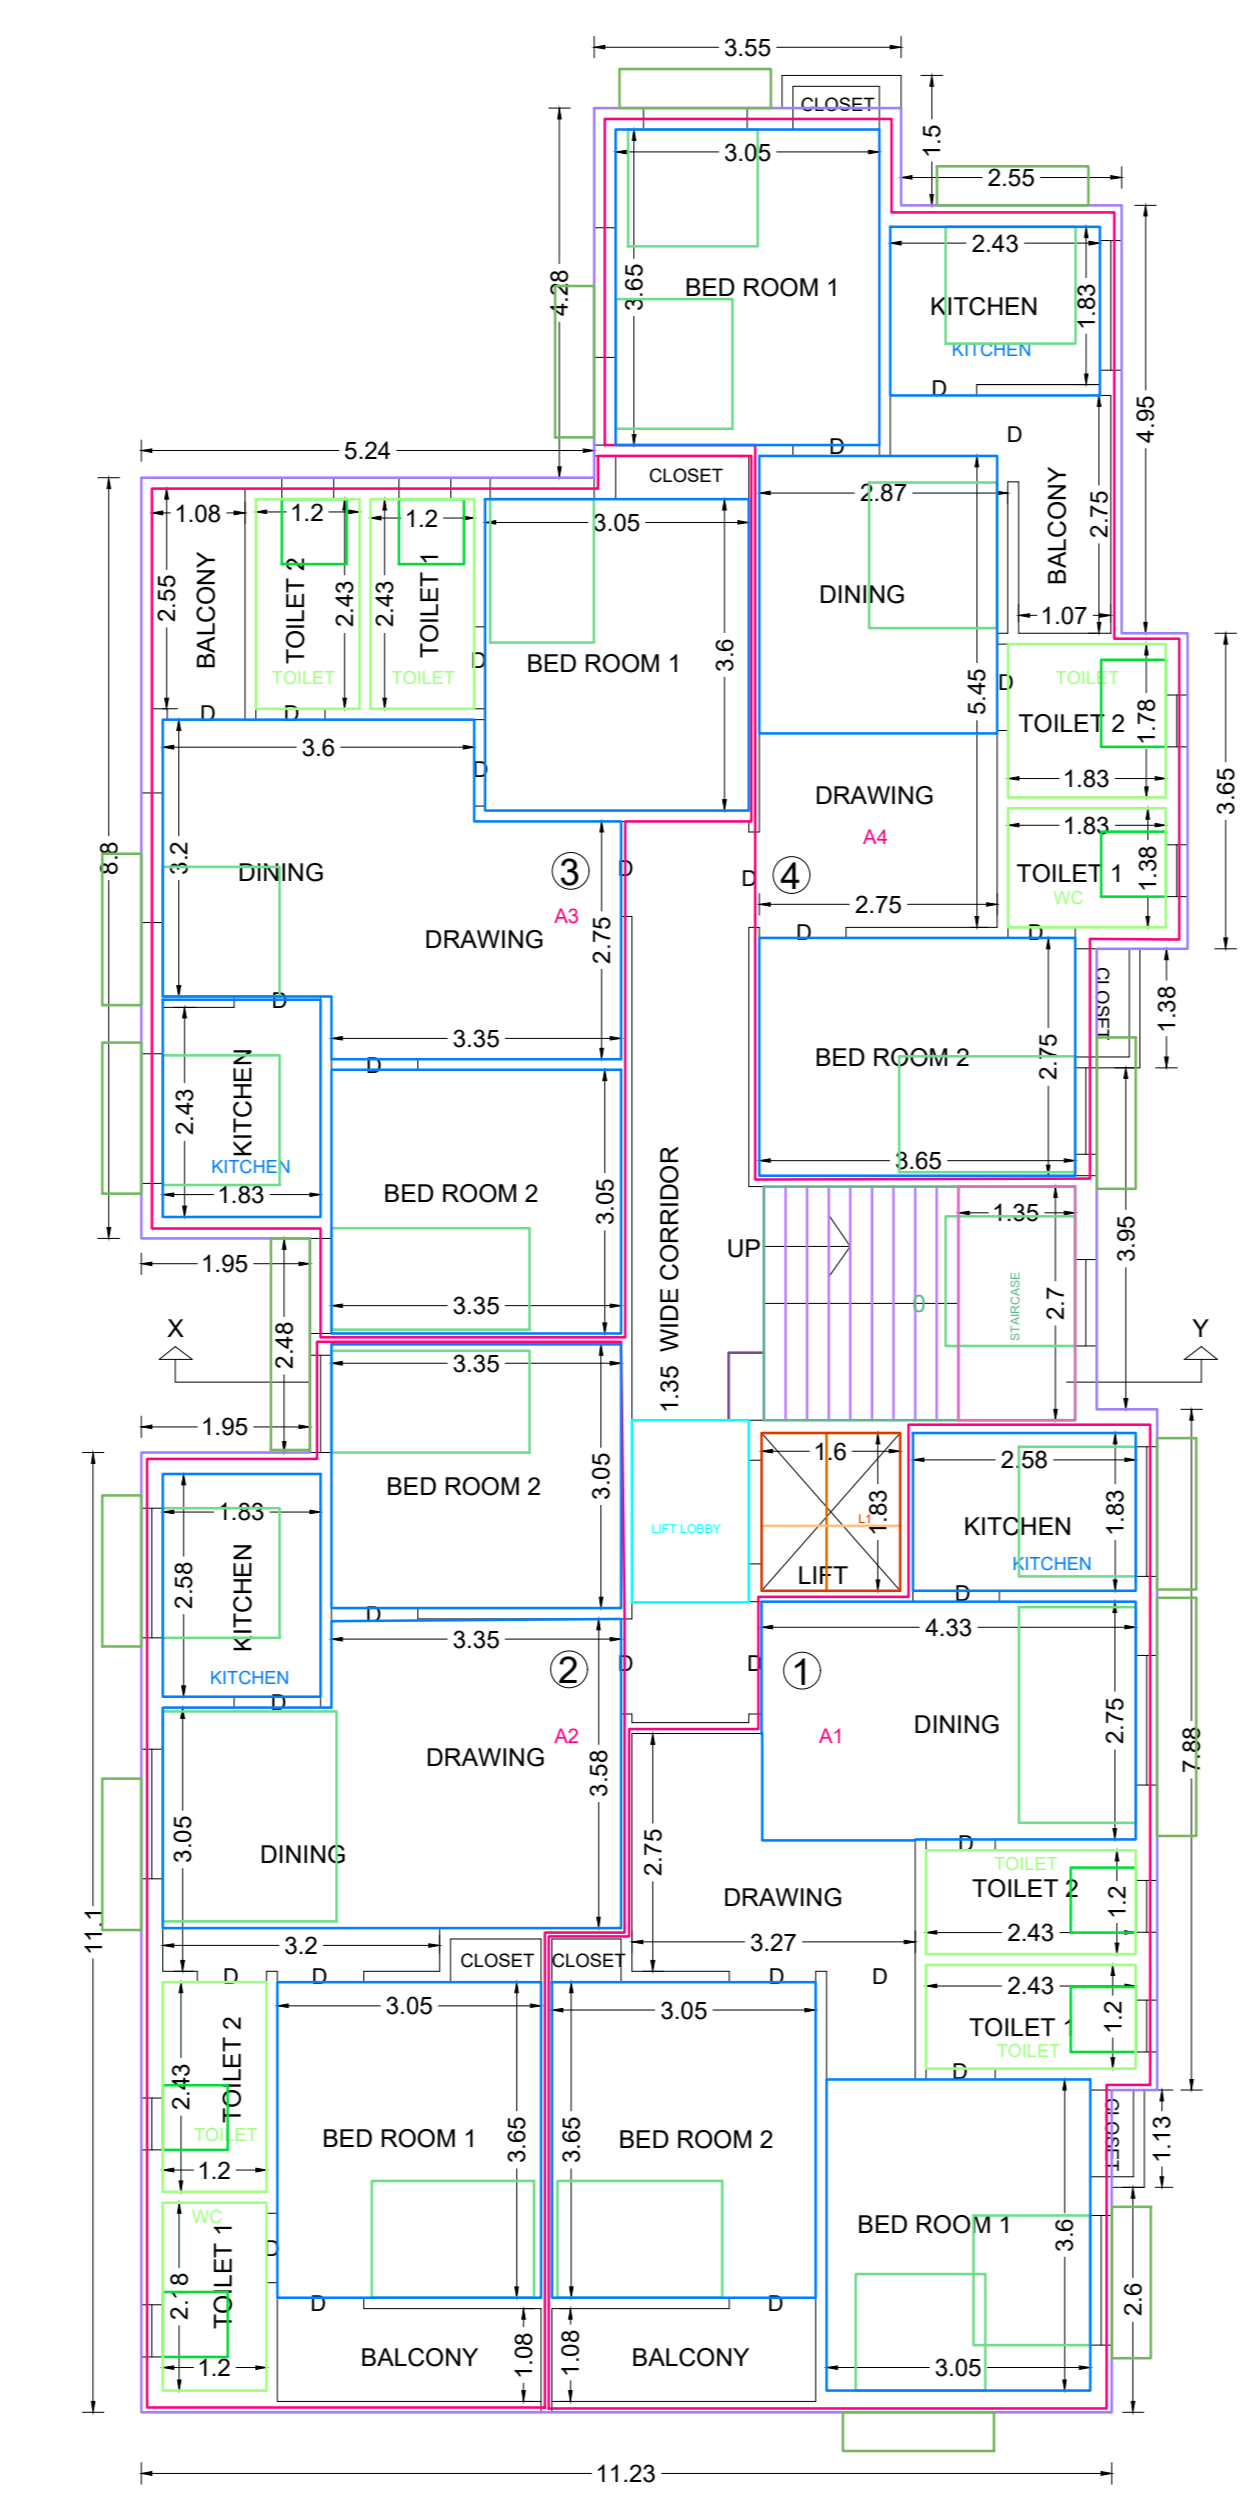 3.55
CLOSET
1.5
3.05
2.55
4.28
3.65
BED ROOM 1
2.43
KITCHEN
1.83
KITCHEN
D
4.95
5.24
D
D
CLOSET
2.87
1.08
1.2
1.2
3.05
2.75
BALCONY
2.55
BALCONY
TOILET 2
2.43
2.43
TOILET 1
DINING
1.07
BED ROOM 1
3.6
D
TOILET
TOILET
5.45
D
TOILET
TOILET 2
1.78
D
D
3.6
D
1.83
3.65
DRAWING
A4
1.83
8.8
3.2
DINING
3
D
D
4
TOILET 1
1.38
WC
A3
2.75
D
D
DRAWING
2.75
3.35
D
CLOSET
1.38
2.43
KITCHEN
D
BED ROOM 2
2.75
KITCHEN
1.83
3.65
BED ROOM 2
3.05
1.35 WIDE CORRIDOR
UP
1.35
3.95
1.95
3.35
0
STAIRCASE
2.7
X
2.48
Y
3.35
1.95
3.05
1.6
2.58
BED ROOM 2
1.83
LIFT LOBBY
L1
1.83
KITCHEN
1.83
KITCHEN
LIFT
2.58
KITCHEN
D
D
3.35
4.33
KITCHEN
D
2
D
D
1
DINING
2.75
A2
A1
DRAWING
3.58
7.88
3.05
DINING
D
2.75
TOILET
TOILET 2
1.2
DRAWING
11.1
3.2
CLOSET
CLOSET
3.27
2.43
D
D
D
D
2.43
3.05
3.05
TOILET 1
1.2
TOILET
TOILET 2
2.43
D
TOILET
BED ROOM 1
3.65
3.65
BED ROOM 2
CLOSET
1.13
1.2
WC
TOILET 1
D
BED ROOM 1
3.6
2.18
D
D
2.6
BALCONY
1.08
1.08
BALCONY
1.2
3.05
11.23